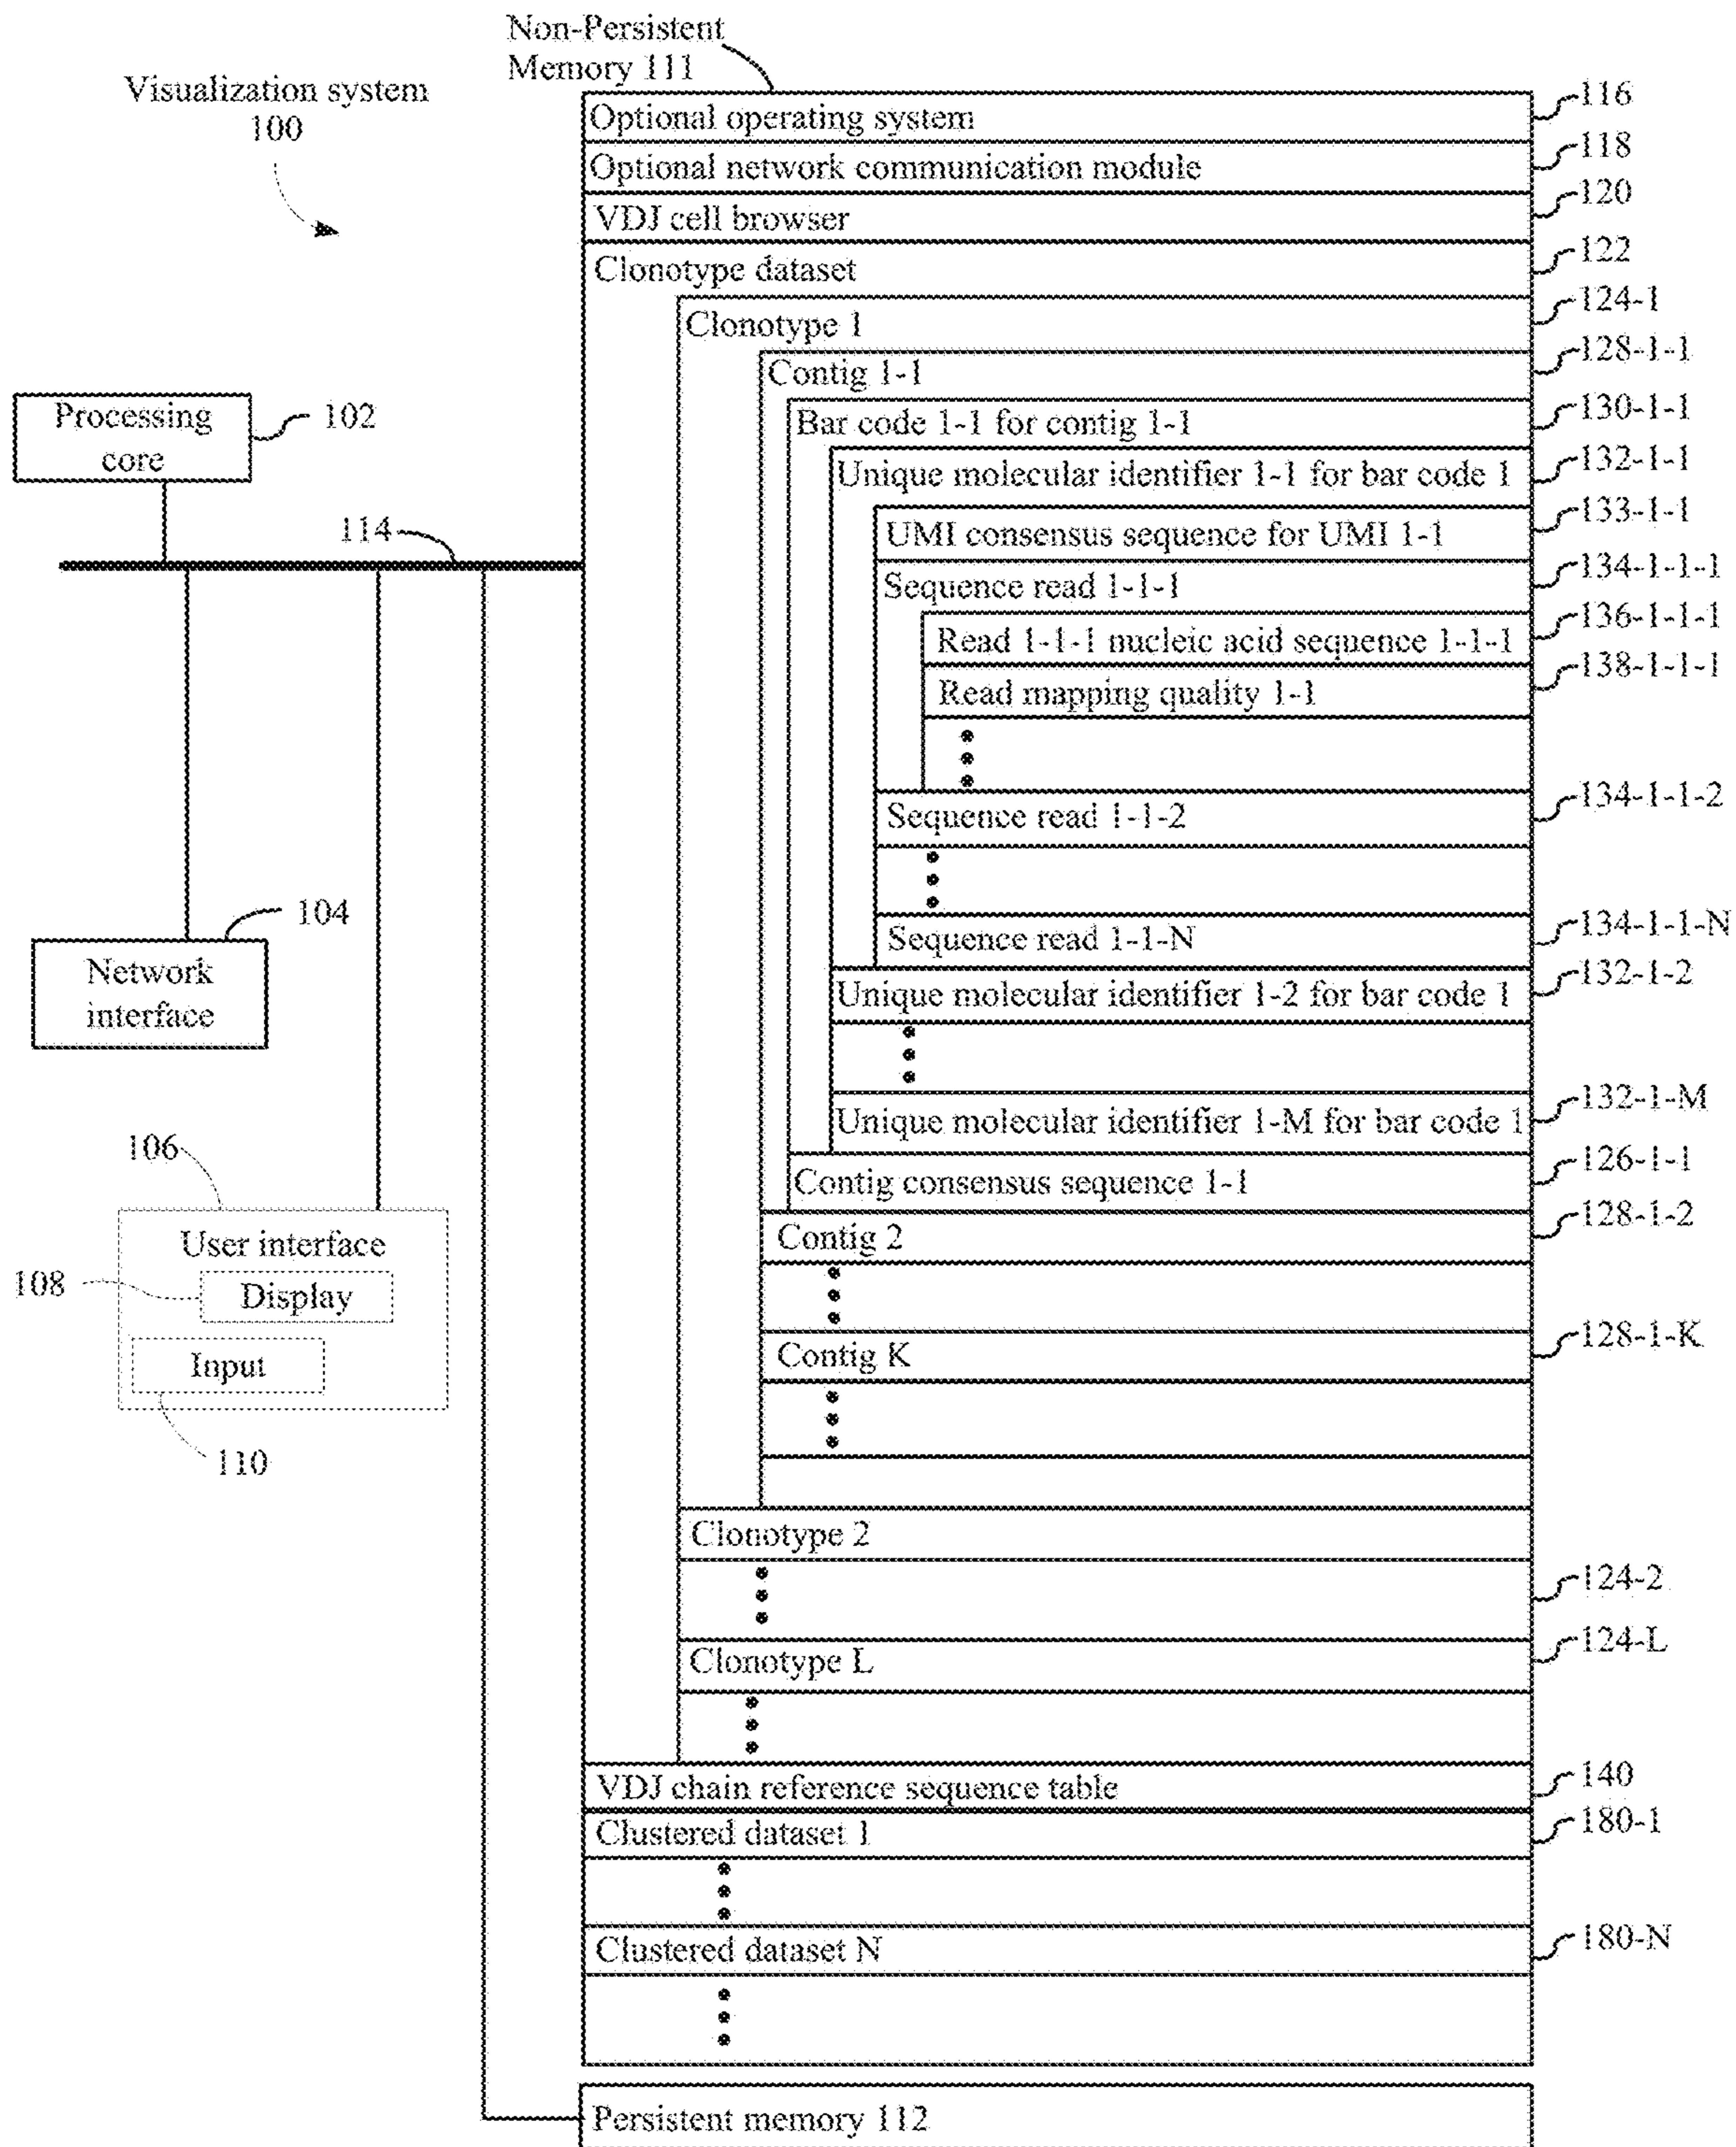 Non-Persistent
Memory 111
Visualization system
100
Optional operating system
116
Optional network communication module
118
VDJ cell browser
120
Clonotype dataset
122
Clonotype 1
124-1
Contig 1-1
128-1-1
Processing
core
102
Bar code 1-1 for contig 1-1
130-1-1
Unique molecular identifier 1-1 for bar code 1
132-1-1
114
UMI consensus sequence for UMI 1-1
133-1-1
Sequence read 1-1-1
134-1-1-1
Read 1-1-1 nucleic acid sequence 1-1-1
136-1-1-1
Read mapping quality 1-1
138-1-1-1
Sequence read 1-1-2
134-1-1-2
104
Network
interface
Sequence read 1-1-N
134-1-1-N
Unique molecular identifier 1-2 for bar code 1
132-1-2
Unique molecular identifier 1-M for bar code 1
132-1-M
106
Contig consensus sequence 1-1
126-1-1
User interface
108
Display
Input
110
Contig 2
128-1-2
Contig K
128-1-K
Clonotype 2
124-2
Clonotype L
124-L
VDJ chain reference sequence table
140
Clustered dataset 1
180-1
Clustered dataset N
180-N
Persistent memory 112